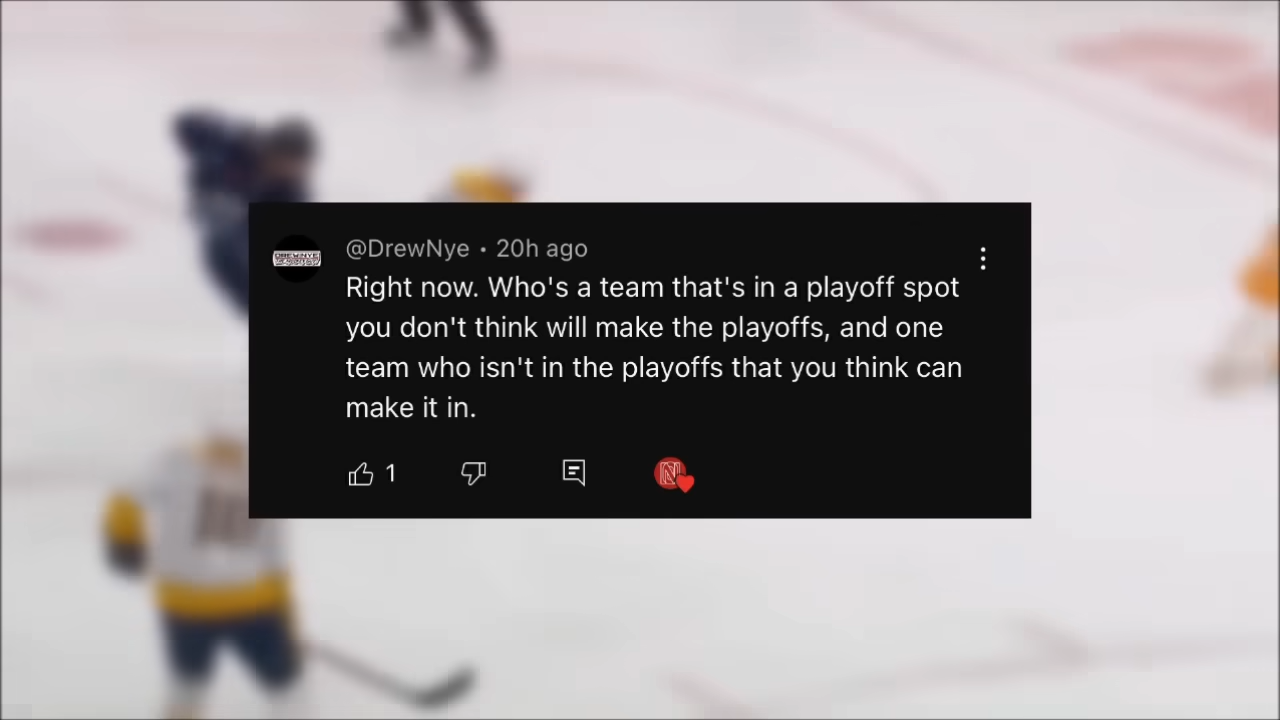 @DrewNye • 20h ago
Right now. Who's a team that's in a playoff spot
you don't think will make the playoffs, and one
team who isn't in the playoffs that you think can
make it in.
1